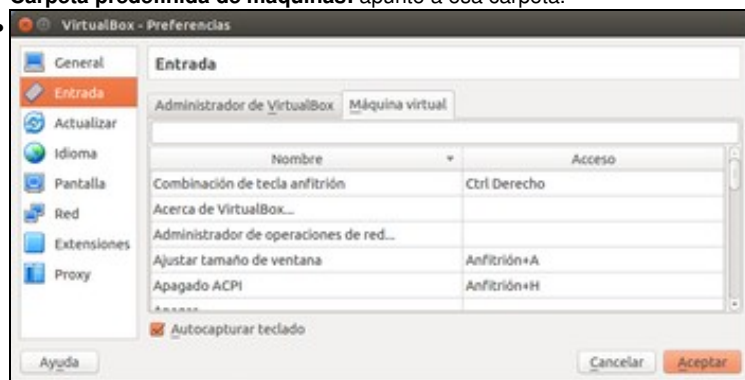 Carpeta predefinida de máquinas: apunto a esa carpeta.
VirtualBox - Preferencias
General
Entrada
Actualizar
Idioma
Pantalla
Red
Extensiones
Proxy
Entrada
Administrador de VirtualBox Máquina virtual
Nombre Acceso
Combinación de tecla anfitrión Ctrl Derecho
Acerca de VirtualBox...
Administrador de operaciones de red...
Ajustar tamaño de ventana Anfitrión+A
Apagado ACPI Anfitrión+H
Autocapturar teclado
Ayuda Cancelar Aceptar